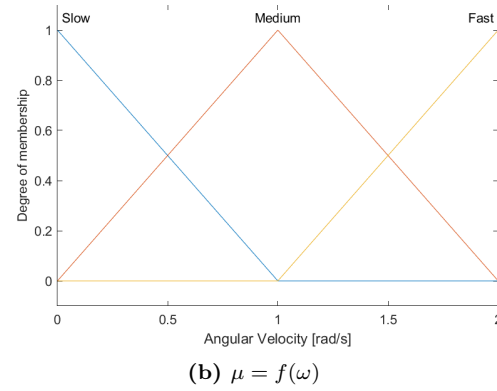 Slow Medium Fast
1
0.8
0.6
0.4
0.2
0
Degree of membership
0 0.5 1 1.5 2
Angular Velocity [rad/s]
(b) μ = f(ω)